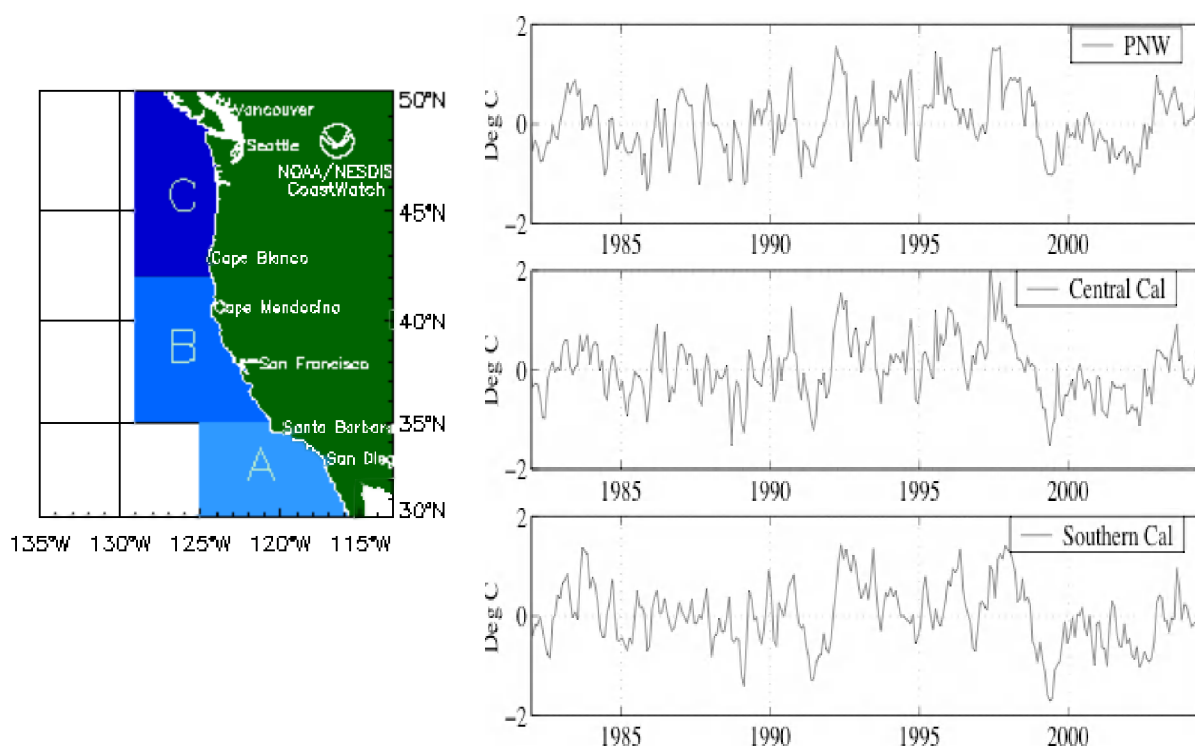 50°N
Vancouver
Seattle
NOAA/NESDIS
CoastWatch
C
45°N
Cape Blanco
Cape Mendocino
40°N
B
San Francisco
35°N
Santa Barbara
A
San Dieg
30°N
135°W 130°W 125°W 120°W 115°W
2
PNW
Deg C
0
-2
1985 1990 1995 2000
2
Central Cal
Deg C
0
-2
1985 1990 1995 2000
2
Southern Cal
Deg C
0
-2
1985 1990 1995 2000